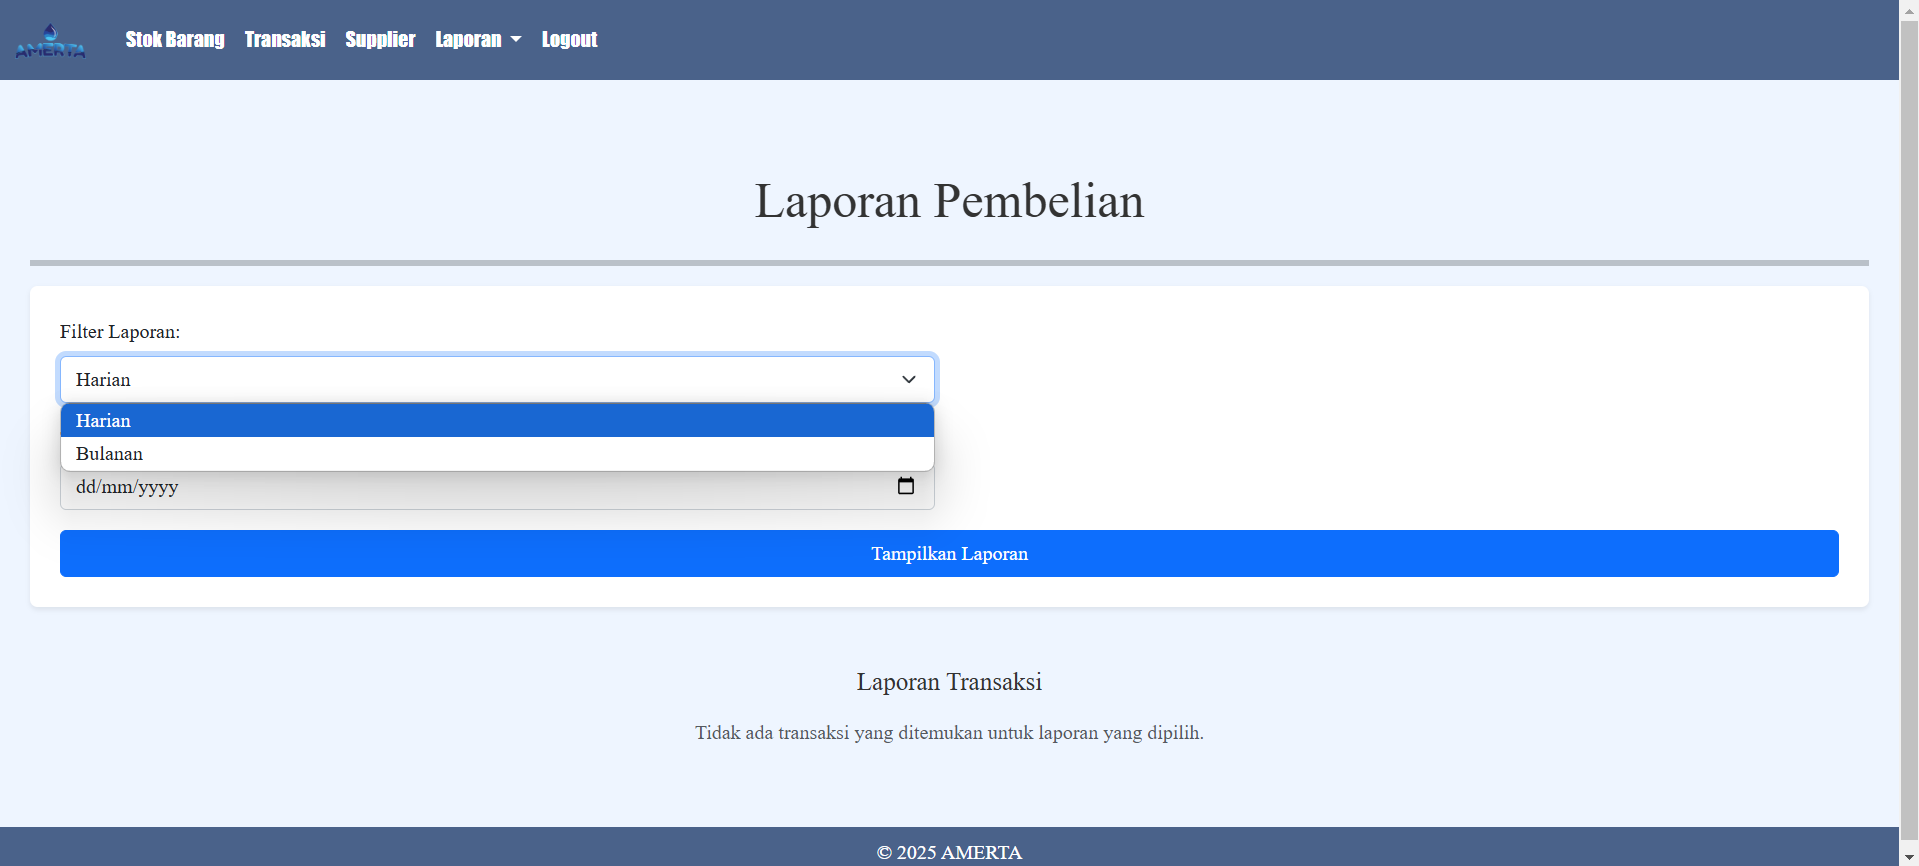 AMERTA
Stok Barang Transaksi Supplier Laporan Logout
Laporan Pembelian
Filter Laporan:
Harian
Harian
Bulanan
dd/mm/yyyy
Tampilkan Laporan
Laporan Transaksi
Tidak ada transaksi yang ditemukan untuk laporan yang dipilih.
© 2025 AMERTA